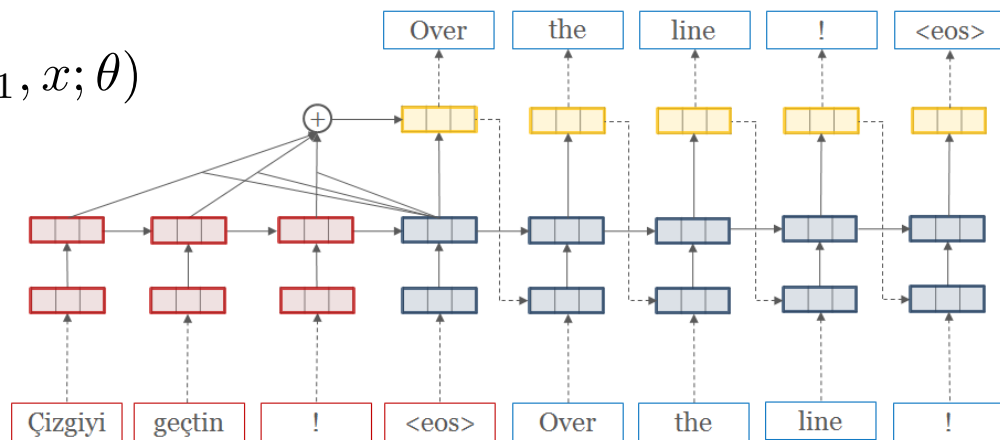 Over the line ! <eos>
₁, x; θ)
+
Çizgiyi geçtin ! <eos> Over the line !